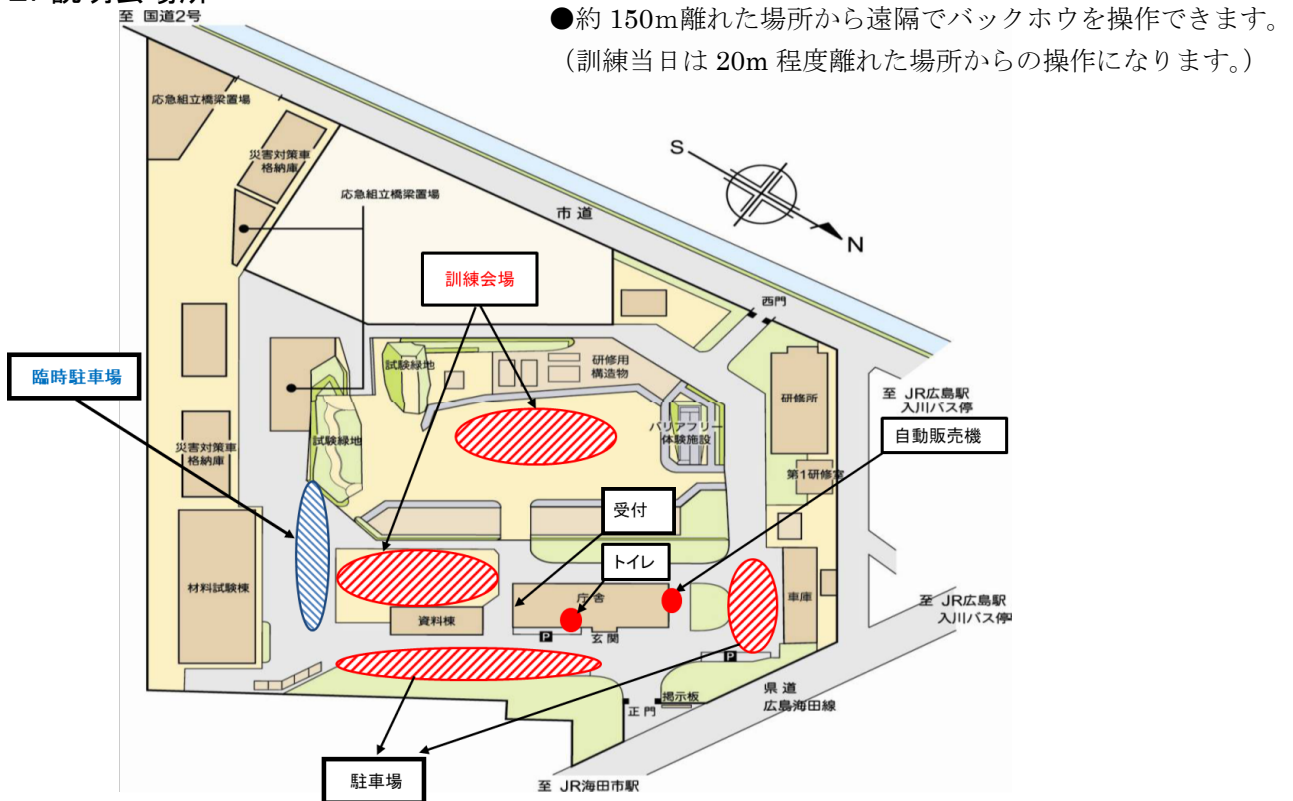 至 国道2号
●約 150m離れた場所から遠隔でバックホウを操作できます。
（訓練当日は 20m 程度離れた場所からの操作になります。）
応急組立橋梁置場
災害対策車
格納庫
応急組立橋梁置場
市 道
S
N
訓練会場
西門
臨時駐車場
試験緑地
研修用
構造物
研修所
至 JR広島駅
入川バス停
自動販売機
バリアフリー
体験施設
試験緑地
災害対策車
格納庫
第1研修室
受付
トイレ
材料試験棟
庁 舎
車庫
至 JR広島駅
入川バス停
資料棟
P
玄 関
P
掲示板
正 門
県 道
広島海田線
駐車場
至 JR海田市駅